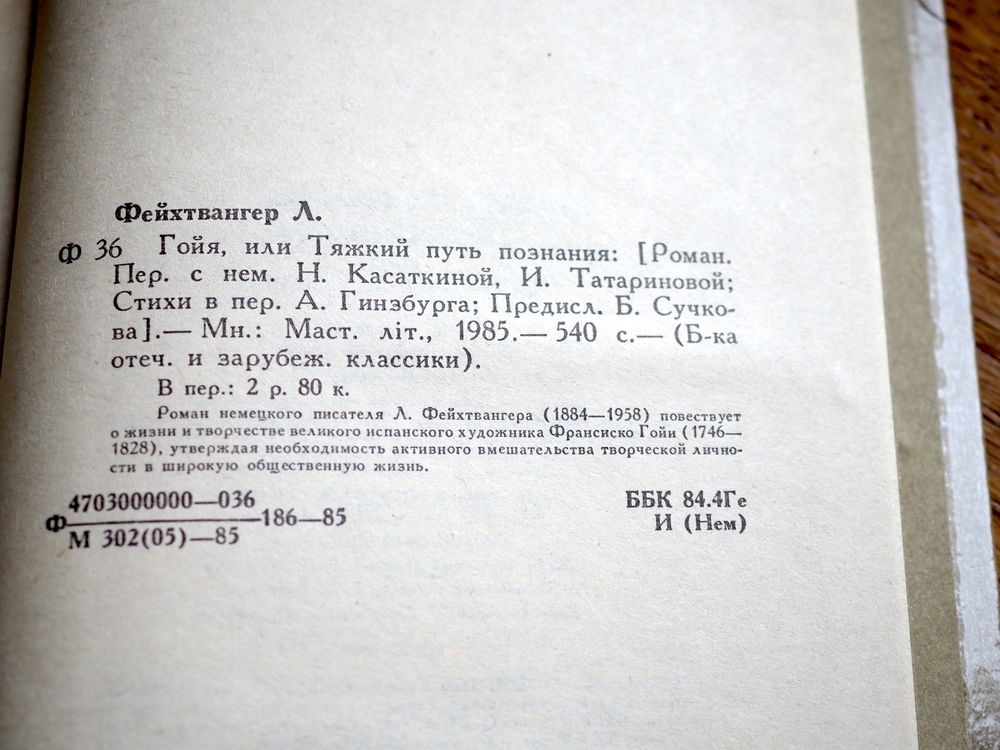 Фейхтвангер Л.
Ф 36 Гойя, или Тяжкий путь познания: [Роман.
Пер. с нем. Н. Касаткиной, И. Татариновой;
Стихи в пер. А. Гинзбурга; Предисл. Б. Сучко-
ва].— Мн.: Маст. літ., 1985.— 540 с.— (Б-ка
отеч. и зарубеж. классики).
В пер.: 2 р. 80 к.
Роман немецкого писателя Л. Фейхтвангера (1884—1958) повествует
о жизни и творчестве великого испанского художника Франсиско Гойи (1746—
1828), утверждая необходимость активного вмешательства творческой лично-
сти в широкую общественную жизнь.
4703000000—036
Ф 186—85
М 302(05)—85
ББК 84.4Ге
И (Нем)